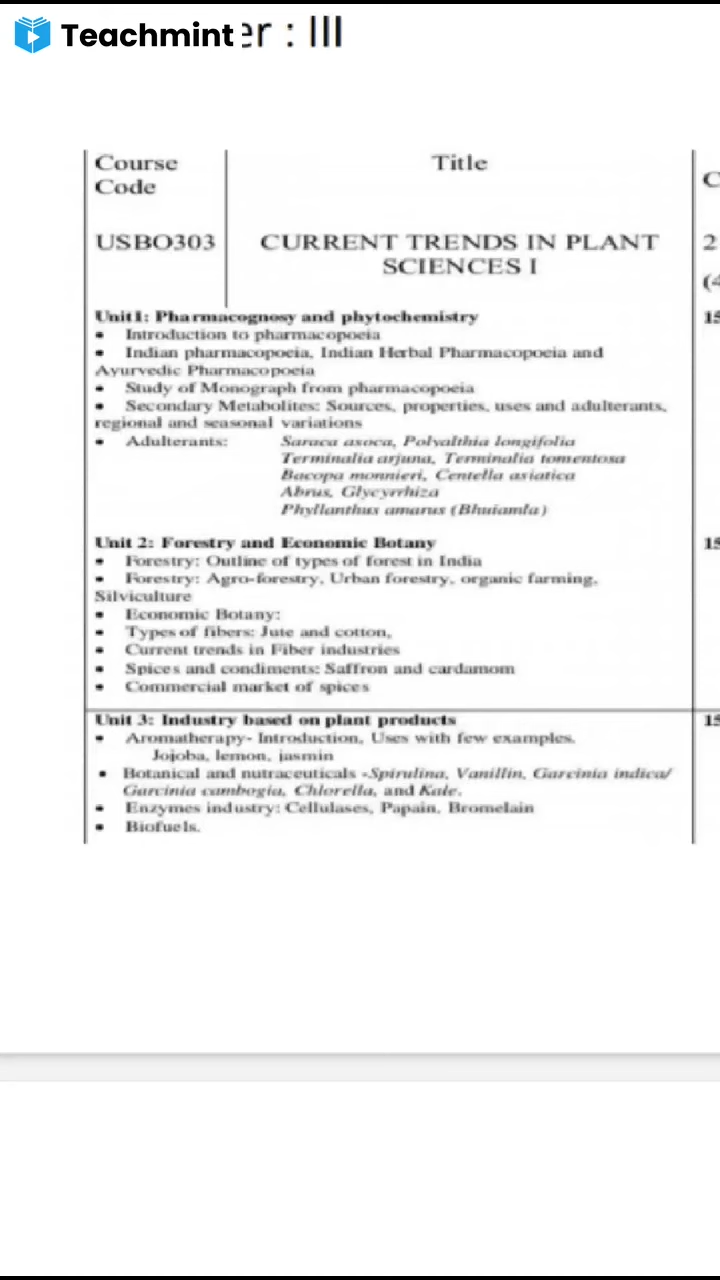 Teachmint er : III
Course Code
Title
C
USBO303
CURRENT TRENDS IN PLANT
SCIENCES I
2
(4
Unit1: Pharmacognosy and phytochemistry
15
• Introduction to pharmacopoeia
• Indian pharmacopoeia, Indian Herbal Pharmacopoeia and
Ayurvedic Pharmacopoeia
• Study of Monograph from pharmacopoeia
• Secondary Metabolites: Sources, properties, uses and adulterants,
regional and seasonal variations
• Adulterants: Saraca asoca, Polyalthia longifolia
Terminalia arjuna, Terminalia tomentosa
Bacopa monnieri, Centella asiatica
Abrus, Glycyrrhiza
Phyllanthus amarus (Bhuiamla)
Unit 2: Forestry and Economic Botany
15
• Forestry: Outline of types of forest in India
• Forestry: Agro-forestry, Urban forestry, organic farming,
Silviculture
• Economic Botany:
• Types of fibers: Jute and cotton,
• Current trends in Fiber industries
• Spices and condiments: Saffron and cardamom
• Commercial market of spices
Unit 3: Industry based on plant products
15
• Aromatherapy- Introduction, Uses with few examples.
Jojoba, lemon, jasmin
• Botanical and nutraceuticals -Spirulina, Vanillin, Garcinia indica/
Garcinia cambogia, Chlorella, and Kale.
• Enzymes industry: Cellulases, Papain, Bromelain
• Biofuels.